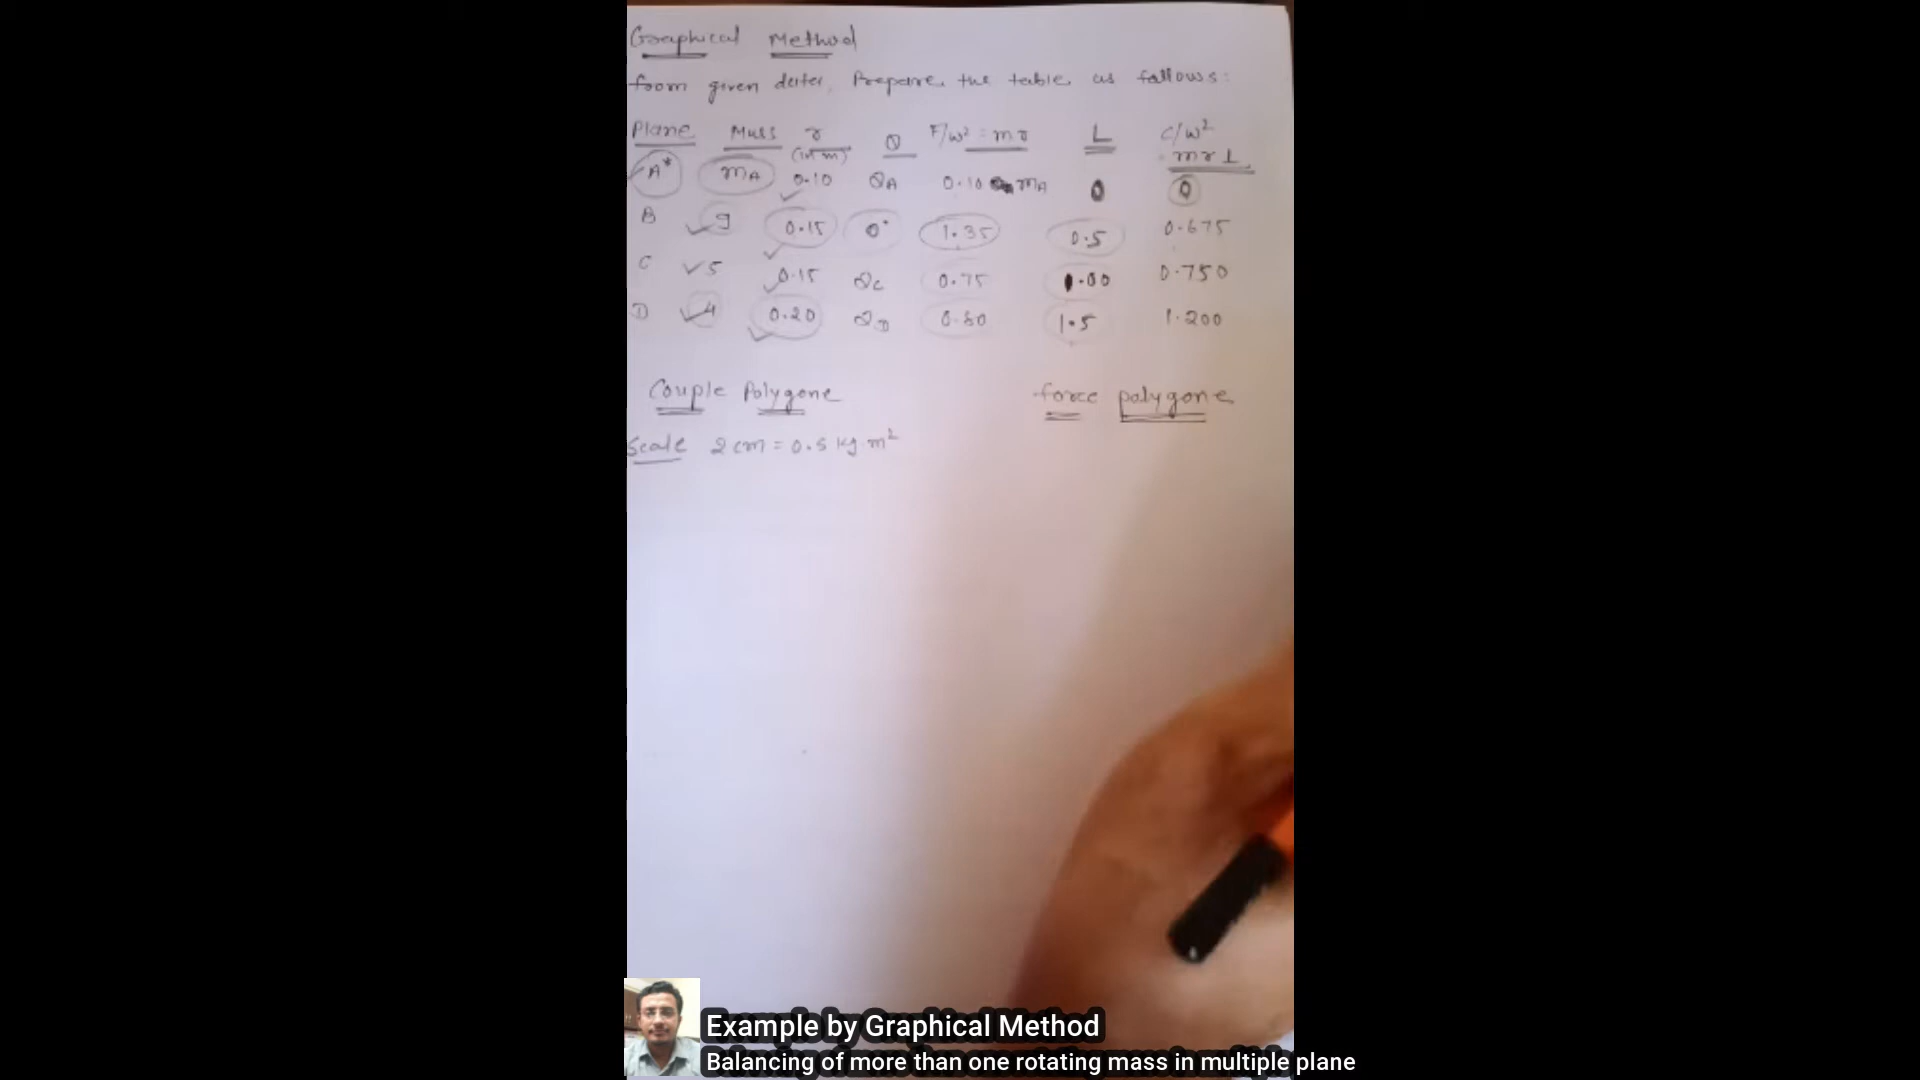 Graphical Method
from given data, Prepare the table as follows:
Plane Mass r (in m) θ F/w² = mr L C/w² mrL
A* mA 0.10 θA 0.10 mA 0 0
B 9 0.15 0° 1.35 0.5 0.675
C 5 0.15 θC 0.75 1.00 0.750
D 4 0.20 θD 0.80 1.5 1.200
Couple Polygone force polygone
Scale 2 cm = 0.5 kg m²
Example by Graphical Method
Balancing of more than one rotating mass in multiple plane